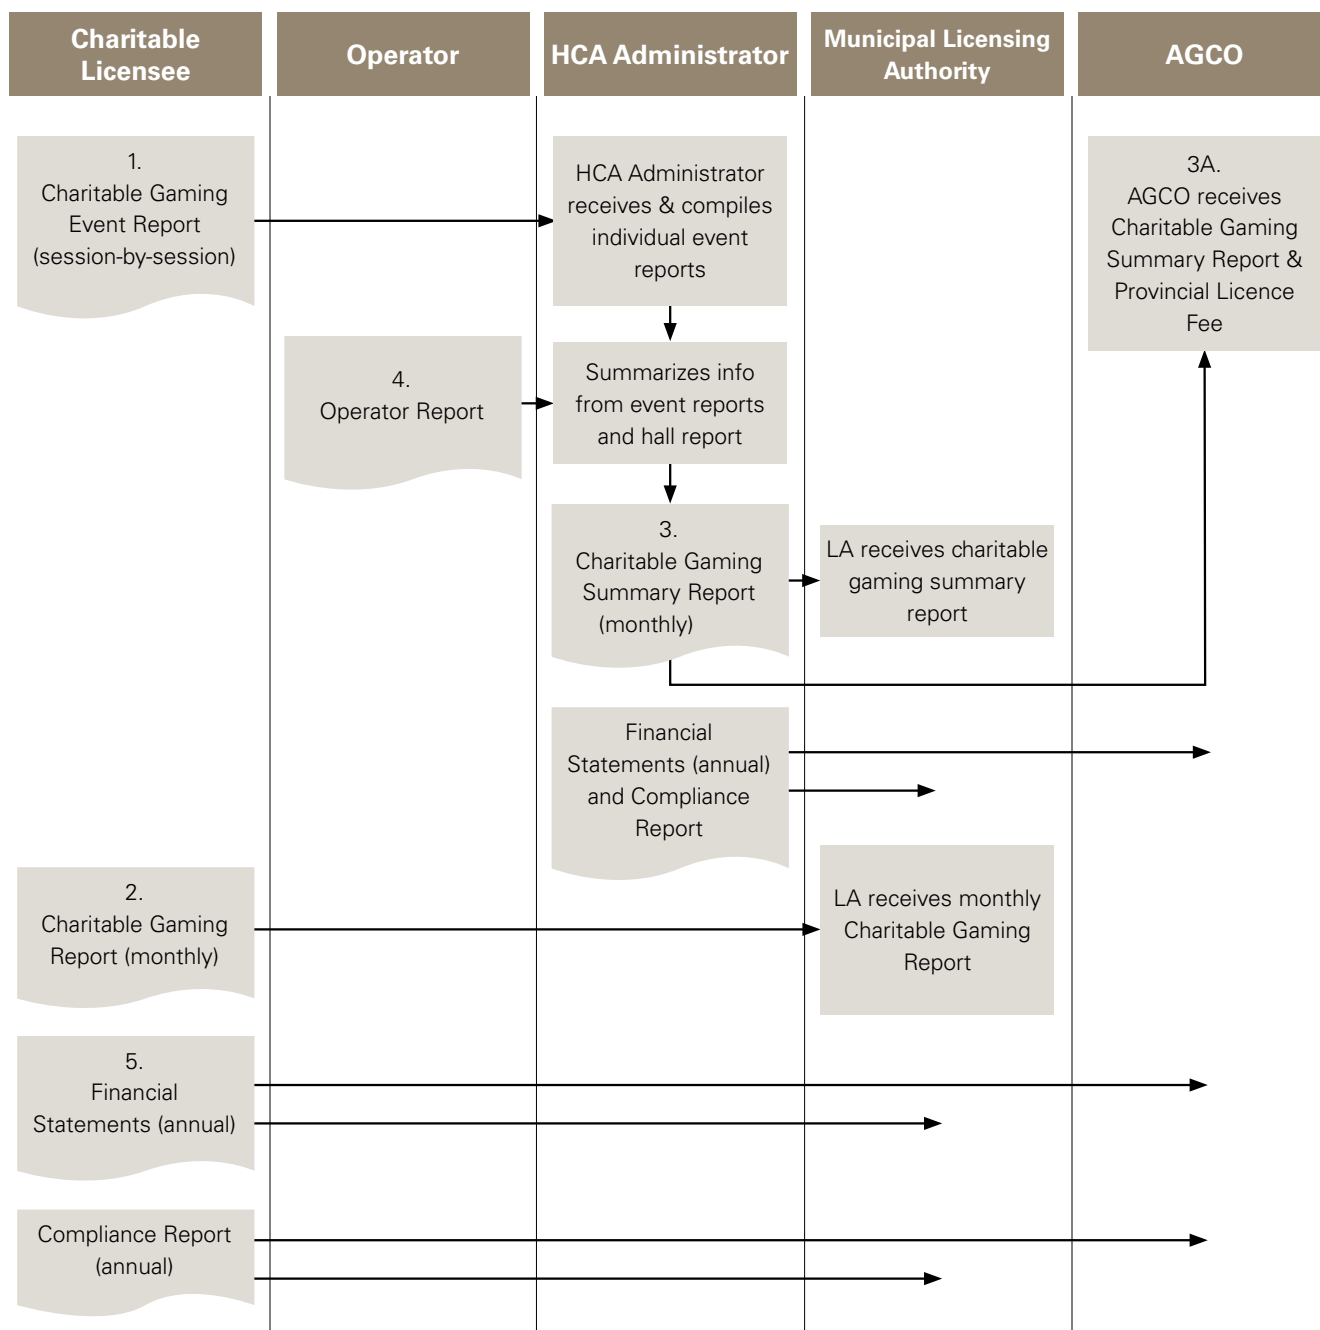 Charitable
Licensee
Operator
HCA Administrator
Municipal Licensing
Authority
AGCO
1.
Charitable Gaming
Event Report
(session-by-session)
HCA Administrator
receives & compiles
individual event
reports
3A.
AGCO receives
Charitable Gaming
Summary Report &
Provincial Licence
Fee
4.
Operator Report
Summarizes info
from event reports
and hall report
3.
Charitable Gaming
Summary Report
(monthly)
LA receives charitable
gaming summary
report
Financial
Statements (annual)
and Compliance
Report
2.
Charitable Gaming
Report (monthly)
LA receives monthly
Charitable Gaming
Report
5.
Financial
Statements (annual)
Compliance Report
(annual)